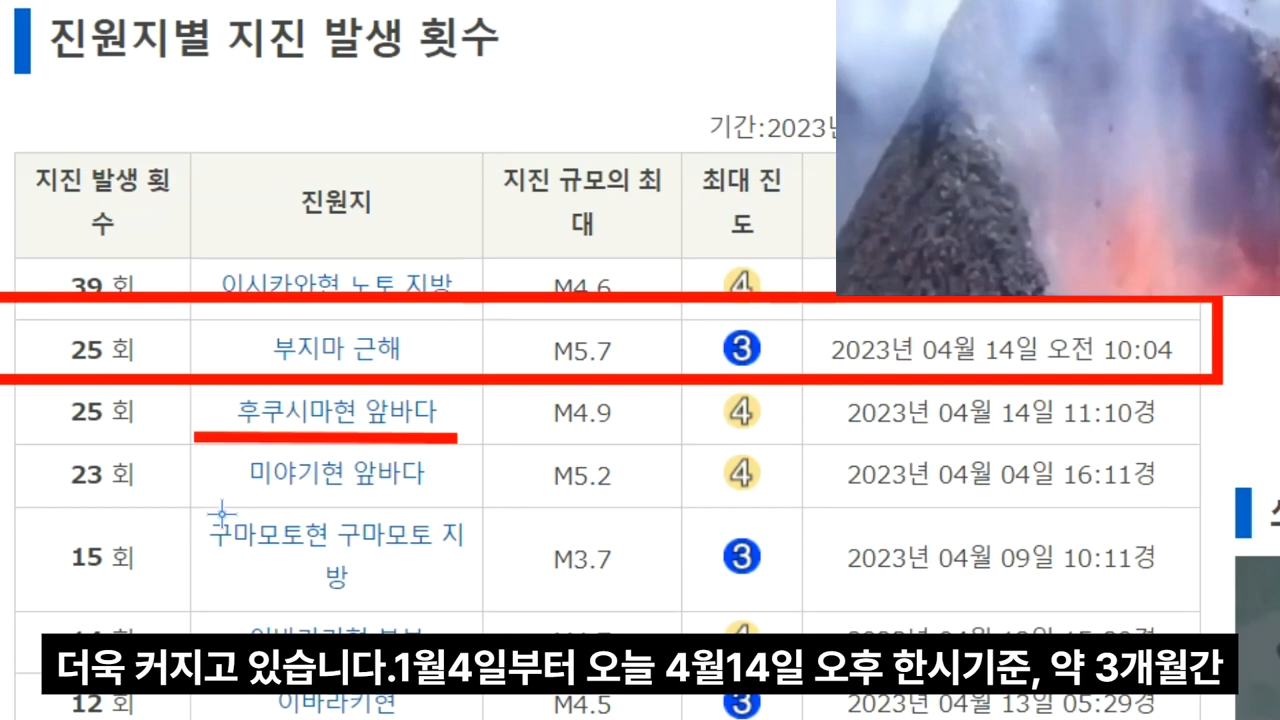 진원지별 지진 발생 횟수
기간:2023년
지진 발생 횟수
진원지
지진 규모의 최대
최대 진도
39 회 이시카와현 노토 지방 M4.6 4
25 회 부지마 근해 M5.7 3 2023년 04월 14일 오전 10:04
25 회 후쿠시마현 앞바다 M4.9 4 2023년 04월 14일 11:10경
23 회 미야기현 앞바다 M5.2 4 2023년 04월 04일 16:11경
15 회 구마모토현 구마모토 지방 M3.7 3 2023년 04월 09일 10:11경
더욱 커지고 있습니다.1월4일부터 오늘 4월14일 오후 한시기준, 약 3개월간
12 회 이바라키현 M4.5 3 2023년 04월 13일 05:29경